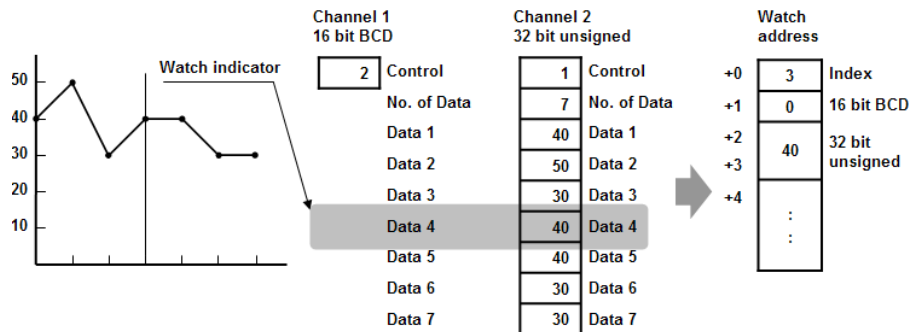 Channel 1
16 bit BCD
Channel 2
32 bit unsigned
Watch
address
50
40
30
20
10
Watch indicator
2 Control
No. of Data
Data 1
Data 2
Data 3
Data 4
Data 5
Data 6
Data 7
1 Control
7 No. of Data
40 Data 1
50 Data 2
30 Data 3
40 Data 4
40 Data 5
30 Data 6
30 Data 7
+0 3 Index
+1 0 16 bit BCD
+2
+3
40
32 bit
unsigned
+4
:
: